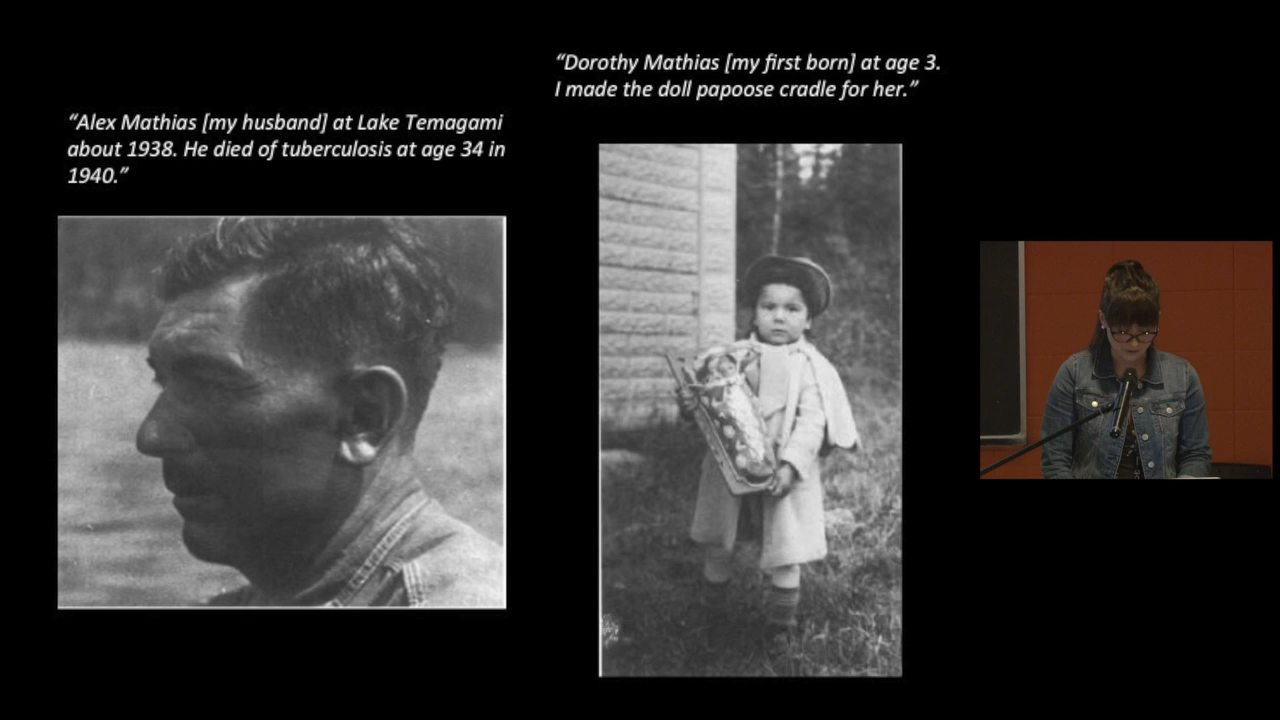 “Alex Mathias [my husband] at Lake Temagami
about 1938. He died of tuberculosis at age 34 in
1940.”
“Dorothy Mathias [my first born] at age 3.
I made the doll papoose cradle for her.”